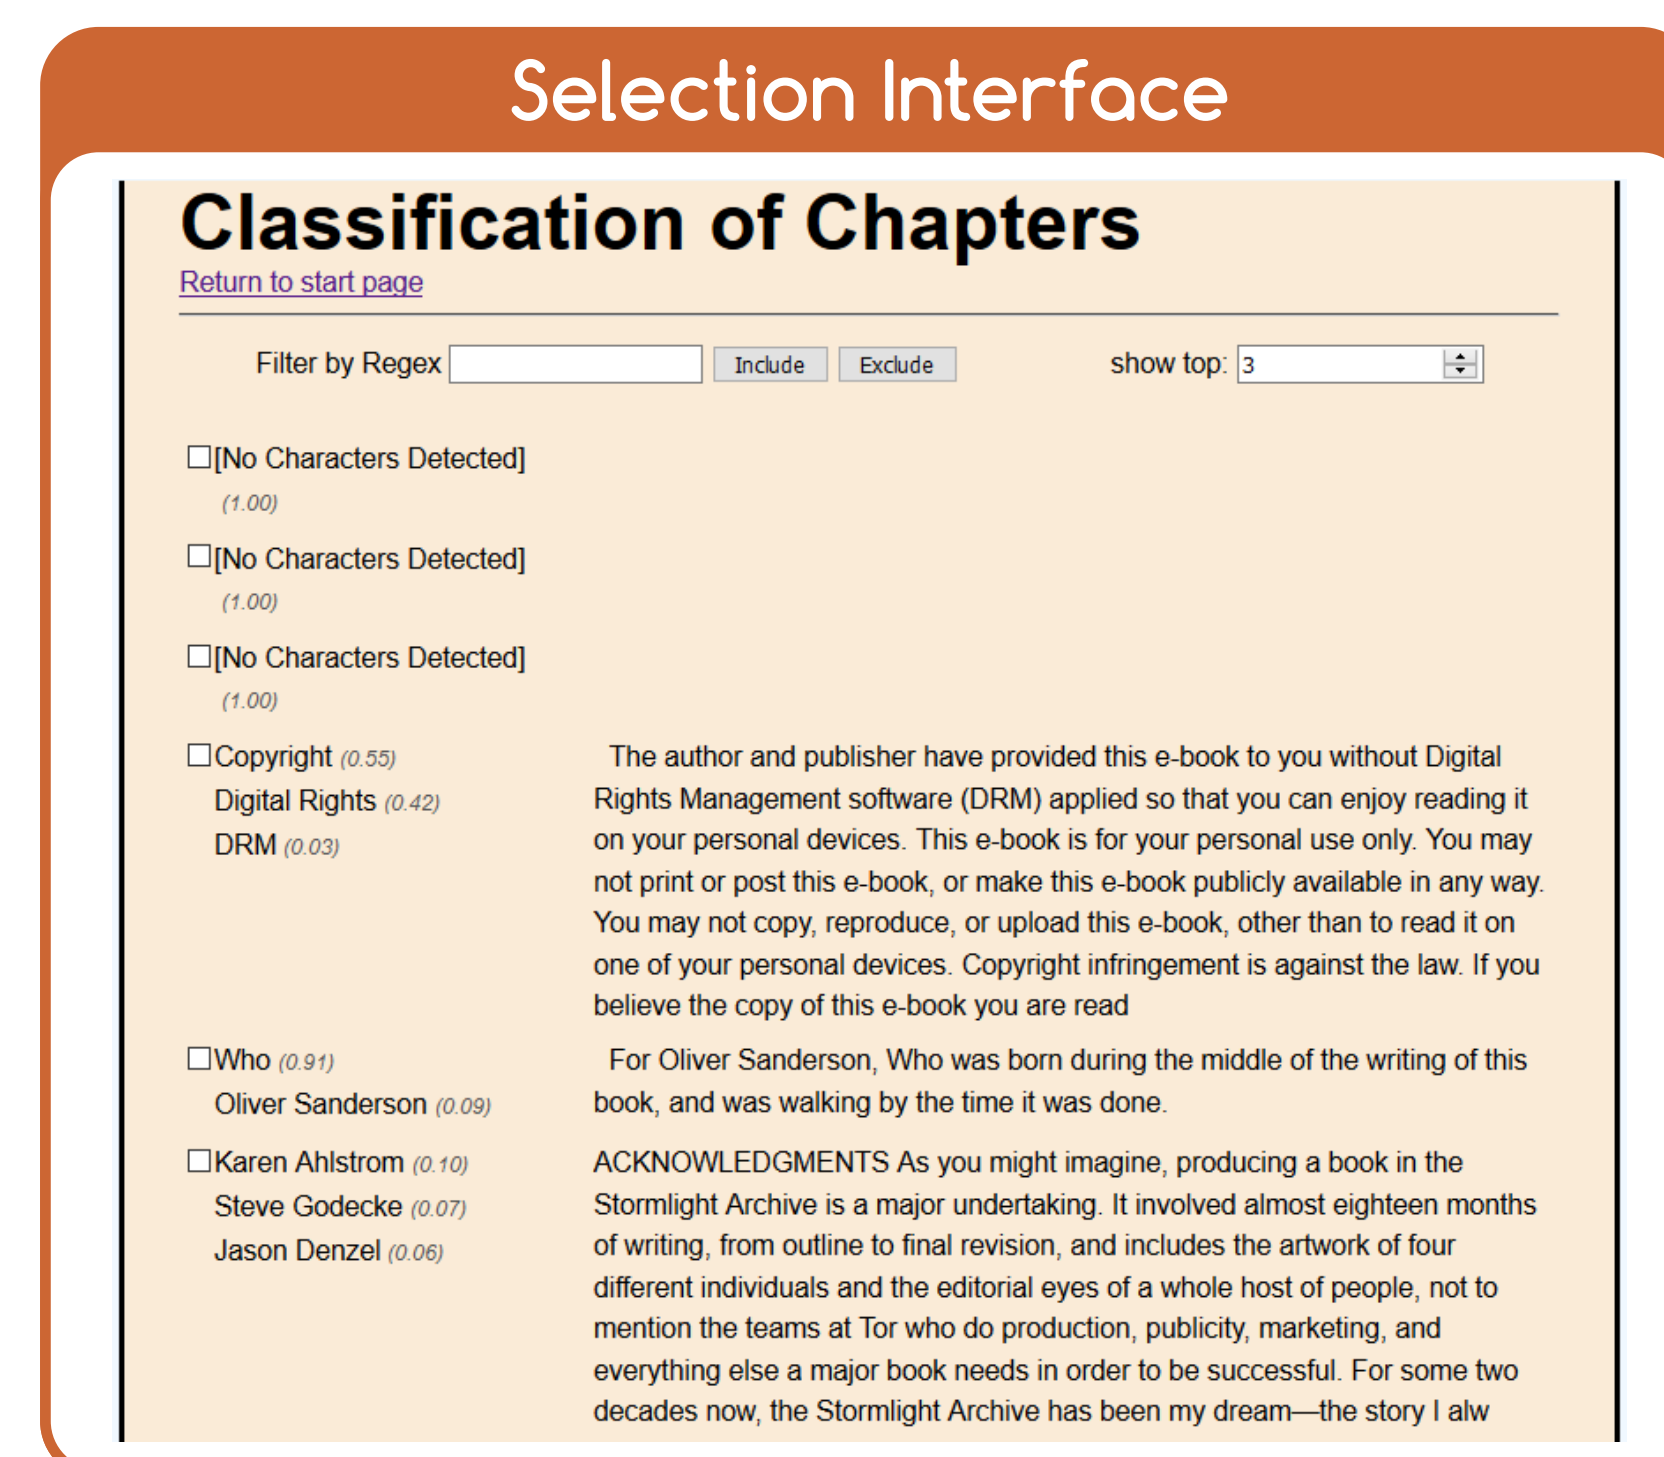 Selection Interface
Classification of Chapters
Return to start page
Filter by Regex Include Exclude show top: 3
[No Characters Detected]
(1.00)
[No Characters Detected]
(1.00)
[No Characters Detected]
(1.00)
Copyright (0.55)
Digital Rights (0.42)
DRM (0.03)
The author and publisher have provided this e-book to you without Digital
Rights Management software (DRM) applied so that you can enjoy reading it
on your personal devices. This e-book is for your personal use only. You may
not print or post this e-book, or make this e-book publicly available in any way.
You may not copy, reproduce, or upload this e-book, other than to read it on
one of your personal devices. Copyright infringement is against the law. If you
believe the copy of this e-book you are read
Who (0.91)
Oliver Sanderson (0.09)
For Oliver Sanderson, Who was born during the middle of the writing of this
book, and was walking by the time it was done.
Karen Ahlstrom (0.10)
Steve Godecke (0.07)
Jason Denzel (0.06)
ACKNOWLEDGMENTS As you might imagine, producing a book in the
Stormlight Archive is a major undertaking. It involved almost eighteen months
of writing, from outline to final revision, and includes the artwork of four
different individuals and the editorial eyes of a whole host of people, not to
mention the teams at Tor who do production, publicity, marketing, and
everything else a major book needs in order to be successful. For some two
decades now, the Stormlight Archive has been my dream—the story I alw